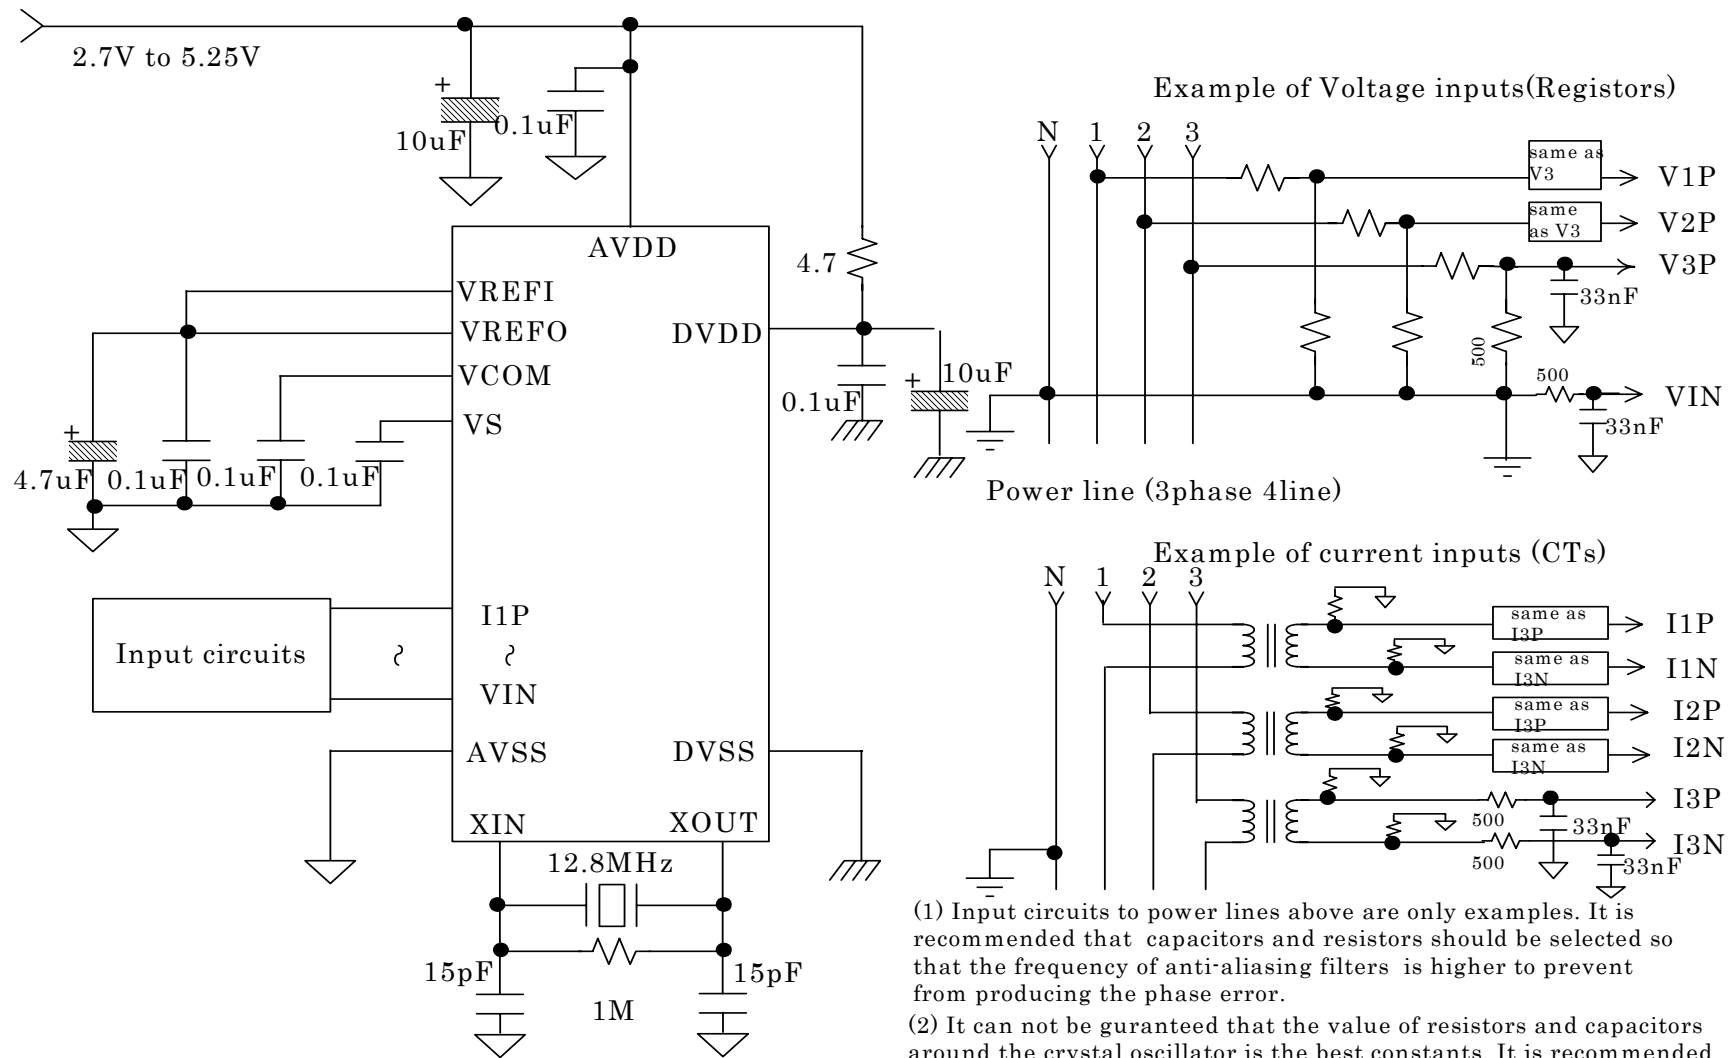 2.7V to 5.25V
+
10uF
0.1uF
AVDD
4.7
VREFI
VREFO
DVDD
VCOM
+
10uF
0.1uF
VS
+
4.7uF
0.1uF
0.1uF
0.1uF
I1P
Input circuits
~
~
VIN
AVSS
DVSS
XIN
XOUT
12.8MHz
15pF
15pF
1M
Example of Voltage inputs(Registors)
N 1 2 3
same as
V3
V1P
same
as V3
V2P
V3P
33nF
500
500
VIN
33nF
Power line (3phase 4line)
Example of current inputs (CTs)
N 1 2 3
same as
I3P
I1P
same as
I3N
I1N
same as
I3P
I2P
same as
I3N
I2N
I3P
500
33nF
I3N
500
33nF
(1) Input circuits to power lines above are only examples. It is
recommended that capacitors and resistors should be selected so
that the frequency of anti-aliasing filters is higher to prevent
from producing the phase error.
(2) It can not be guranteed that the value of resistors and capacitors
around the crystal oscillator is the best constants. It is recommended